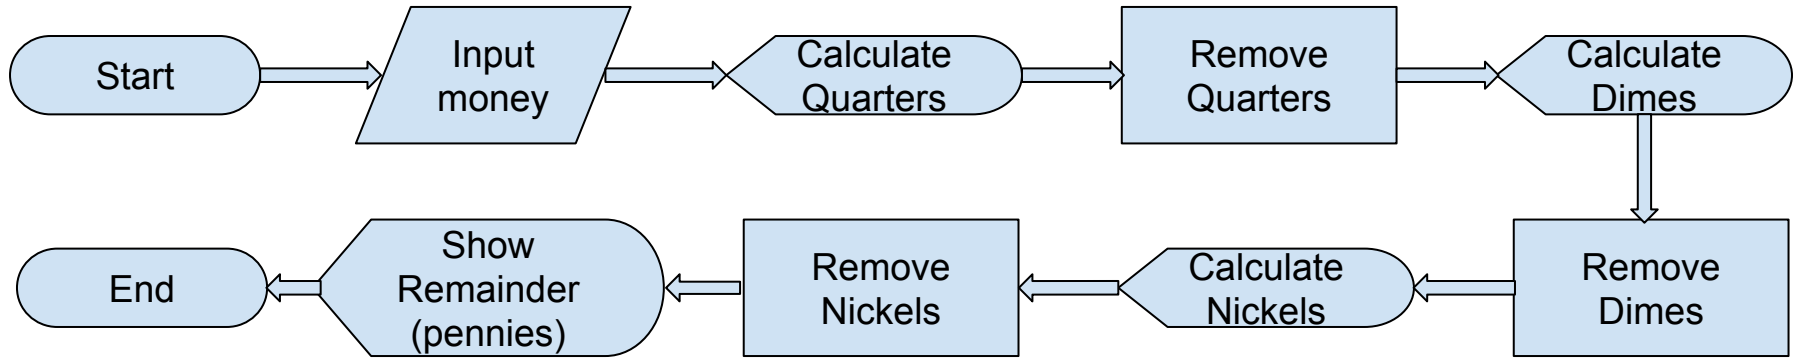 Start
Input
money
Calculate
Quarters
Remove
Quarters
Calculate
Dimes
Remove
Dimes
Calculate
Nickels
Remove
Nickels
Show
Remainder
(pennies)
End